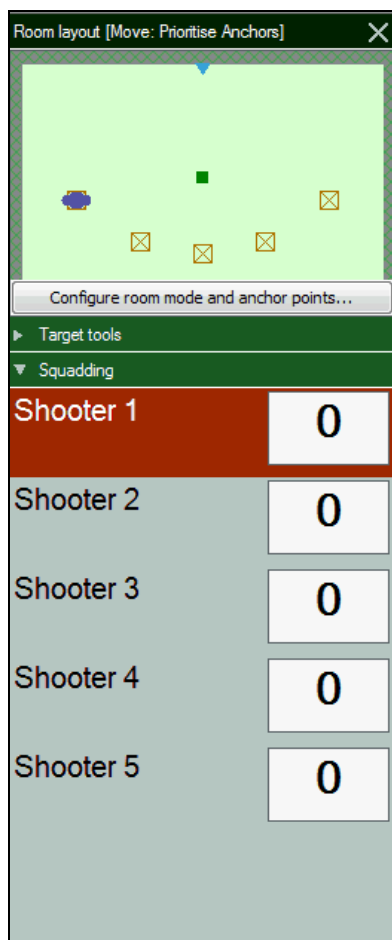 Room layout [Move: Prioritise Anchors]
Configure room mode and anchor points...
Target tools
Squadding
Shooter 1 0
Shooter 2 0
Shooter 3 0
Shooter 4 0
Shooter 5 0